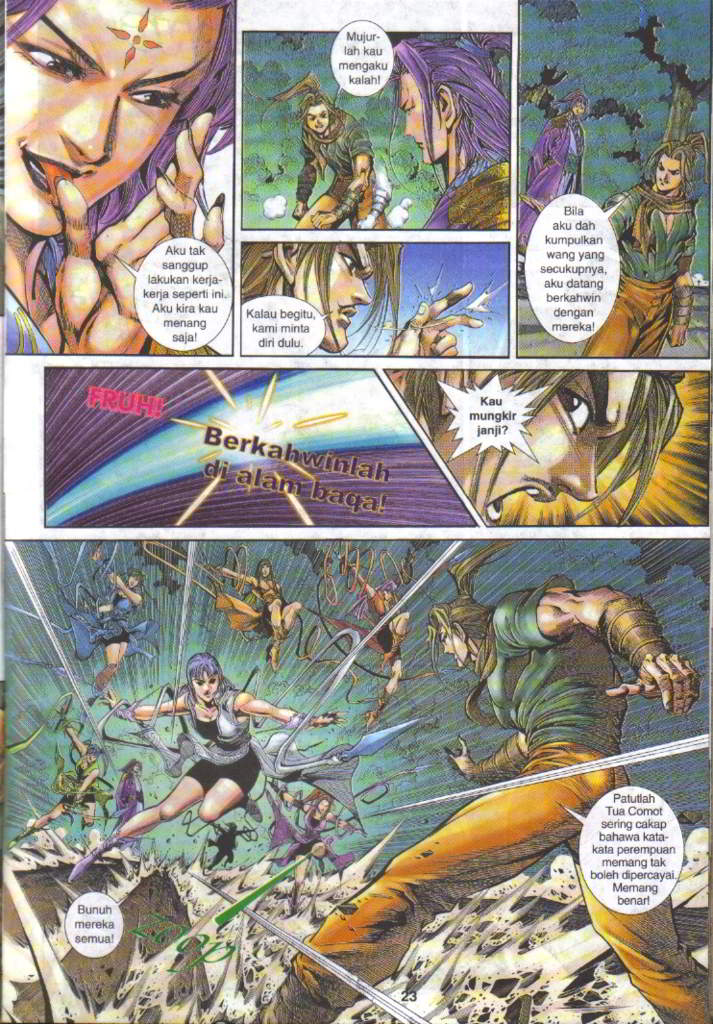 Aku tak
sanggup
lakukan kerja-
kerja seperti ini.
Aku kira kau
menang
saja!
Mujur-
lah kau
mengaku
kalah!
Kalau begitu,
kami minta
diri dulu.
Bila
aku dah
kumpulkan
wang yang
secukupnya,
aku datang
berkahwin
dengan
mereka!
FRUH!
Berkahwinlah
di alam baqa!
Kau
mungkir
janji?
Patutlah
Tua Comot
sering cakap
bahawa kata-
kata perempuan
memang tak
boleh dipercayai.
Memang
benar!
Bunuh
mereka
semua!
23